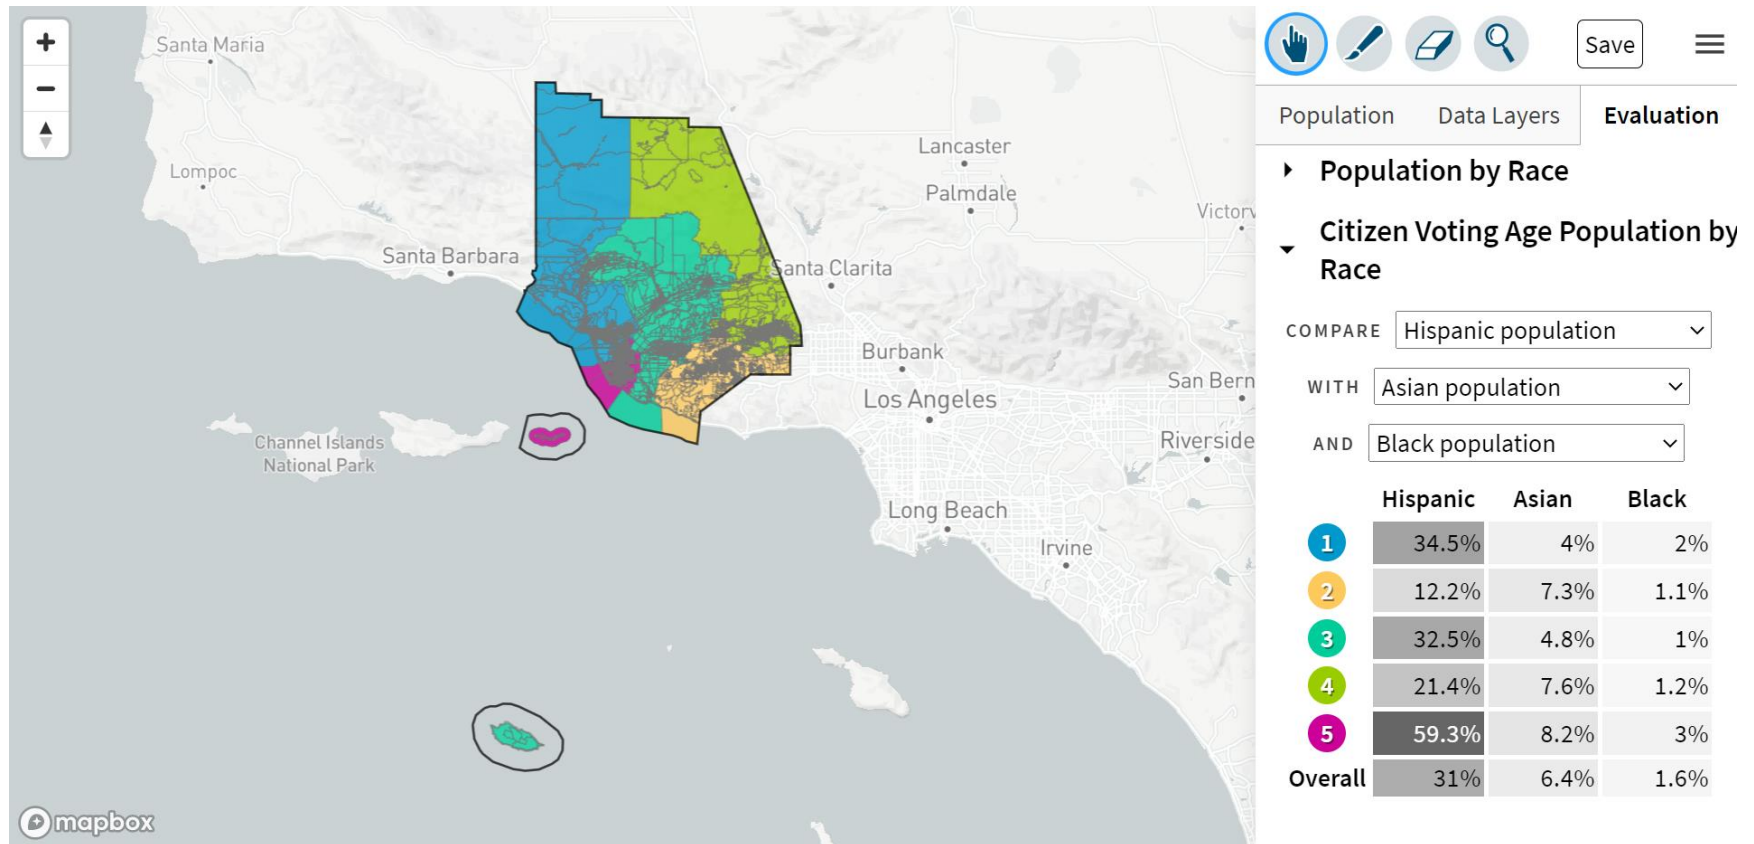 Santa Maria
Lompoc
Santa Barbara
Lancaster
Palmdale
Victorv
Santa Clarita
Burbank
San Bern
Los Angeles
Channel Islands
National Park
Riverside
Long Beach
Irvine
mapbox
Save
Population Data Layers Evaluation
Population by Race
Citizen Voting Age Population by
Race
COMPARE Hispanic population
WITH Asian population
AND Black population
Hispanic Asian Black
1 34.5% 4% 2%
2 12.2% 7.3% 1.1%
3 32.5% 4.8% 1%
4 21.4% 7.6% 1.2%
5 59.3% 8.2% 3%
Overall 31% 6.4% 1.6%